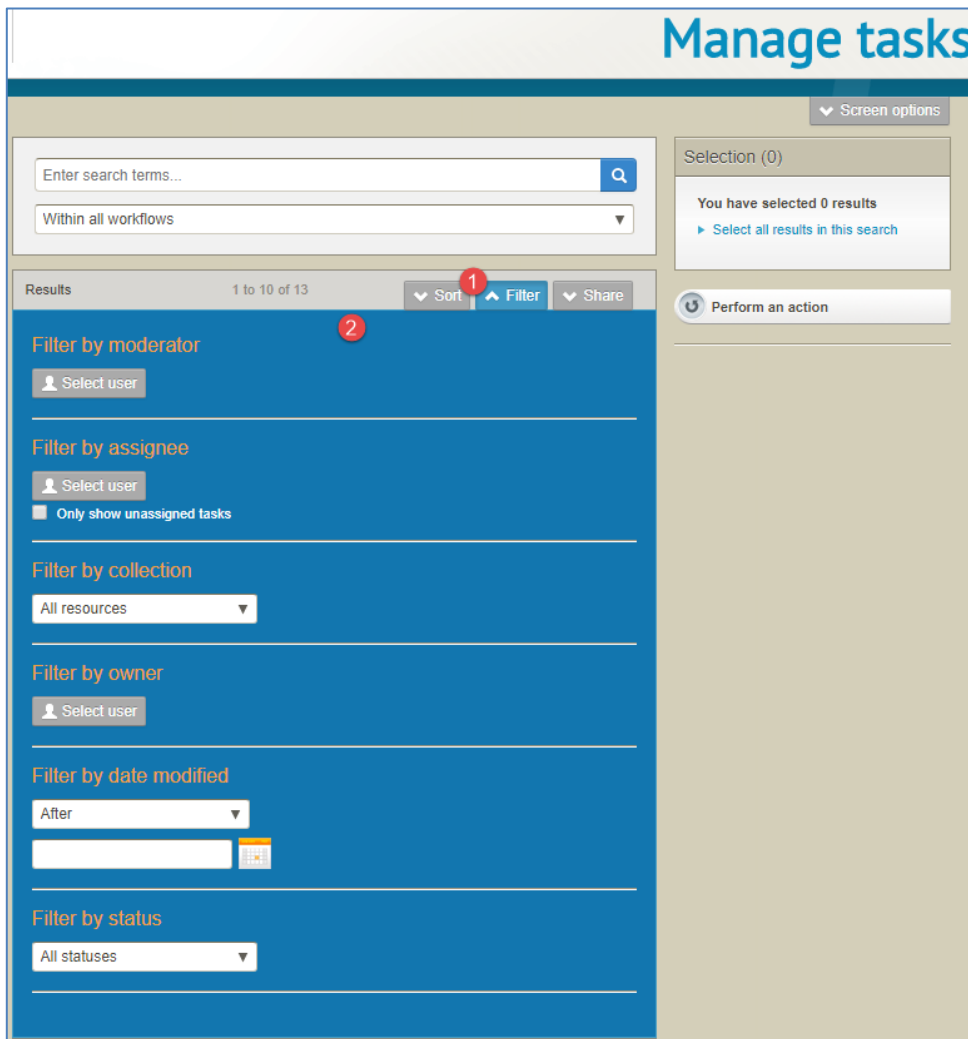 Manage tasks
Screen options
Enter search terms...
Within all workflows
Selection (0)
You have selected 0 results
Select all results in this search
Perform an action
Results 1 to 10 of 13 Sort 1 Filter Share
2
Filter by moderator
Select user
Filter by assignee
Select user
Only show unassigned tasks
Filter by collection
All resources
Filter by owner
Select user
Filter by date modified
After
Filter by status
All statuses